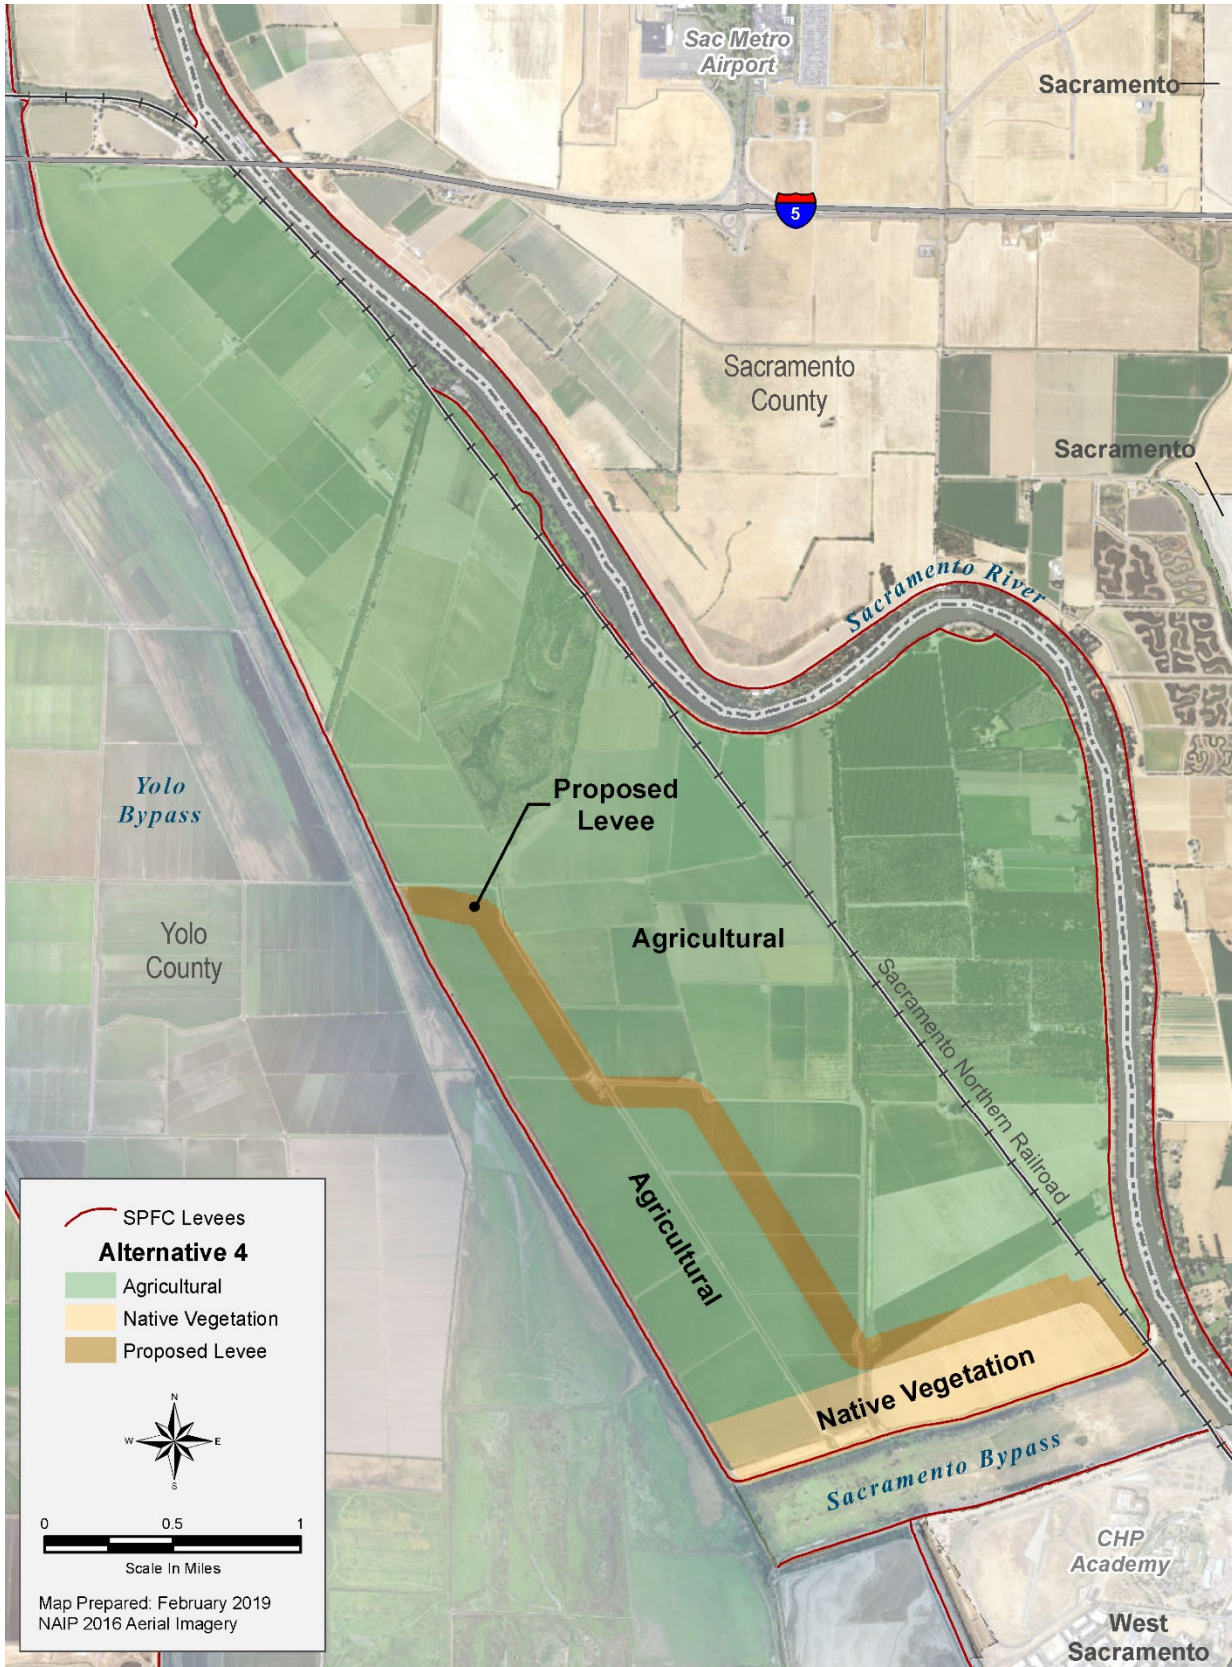 Sac Metro
Airport
Sacramento
5
Sacramento
County
Sacramento
Sacramento River
Proposed
Levee
Yolo
Bypass
Agricultural
Yolo
County
Sacramento Northern Railroad
Agricultural
Native Vegetation
Sacramento Bypass
CHP
Academy
West
Sacramento
SPFC Levees
Alternative 4
Agricultural
Native Vegetation
Proposed Levee
N
W E
S
0 0.5 1
Scale In Miles
Map Prepared: February 2019
NAIP 2016 Aerial Imagery